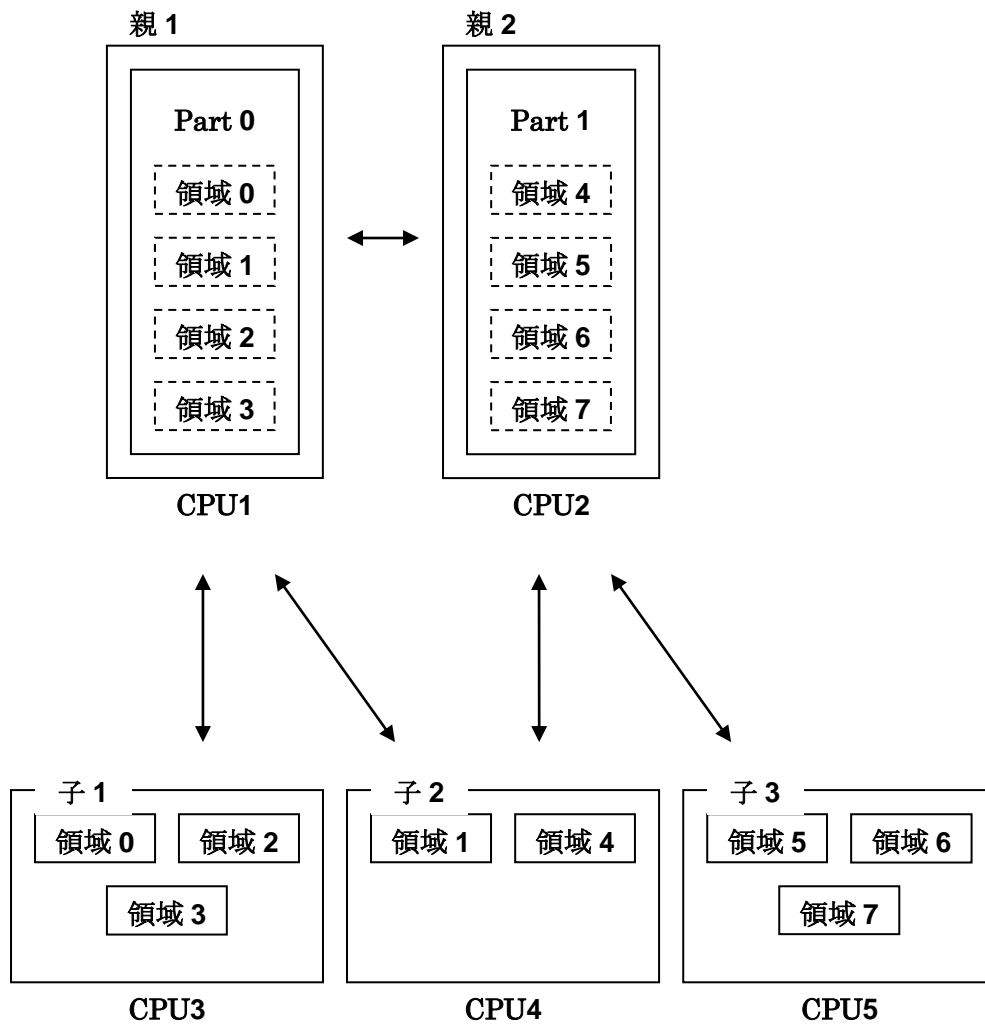 親 1
親 2
Part 0
Part 1
領域 0
領域 4
領域 1
領域 5
領域 2
領域 6
領域 3
領域 7
CPU1
CPU2
子 1
子 2
子 3
領域 0
領域 2
領域 1
領域 4
領域 5
領域 6
領域 3
領域 7
CPU3
CPU4
CPU5